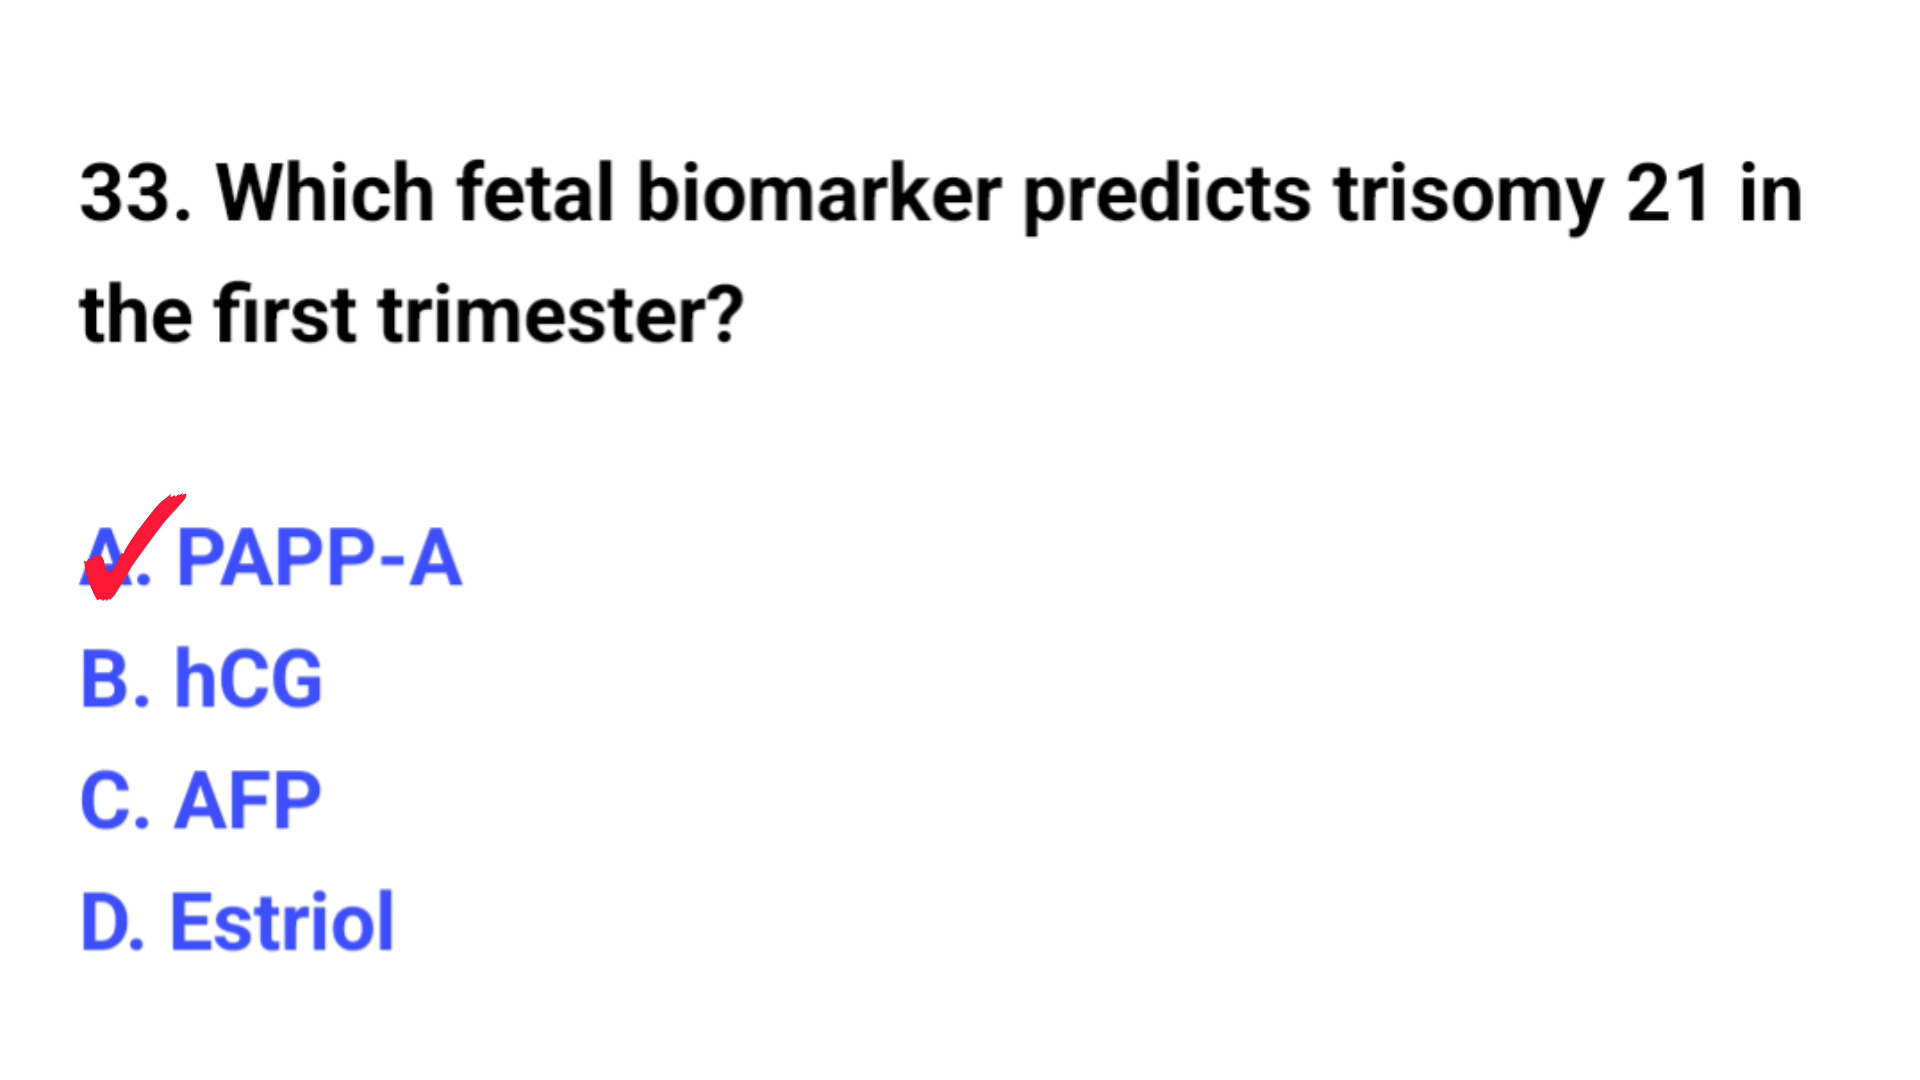 33. Which fetal biomarker predicts trisomy 21 in
the first trimester?
A. PAPP-A
B. hCG
C. AFP
D. Estriol